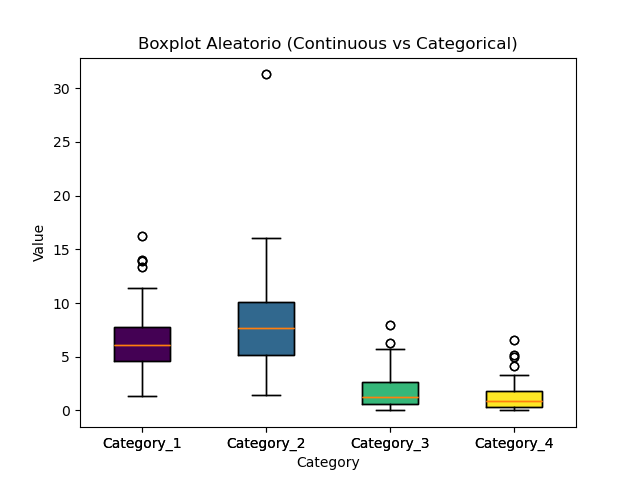 Boxplot Aleatorio (Continuous vs Categorical)
30
25
20
15
10
5
0
Value
Category_1 Category_2 Category_3 Category_4
Category